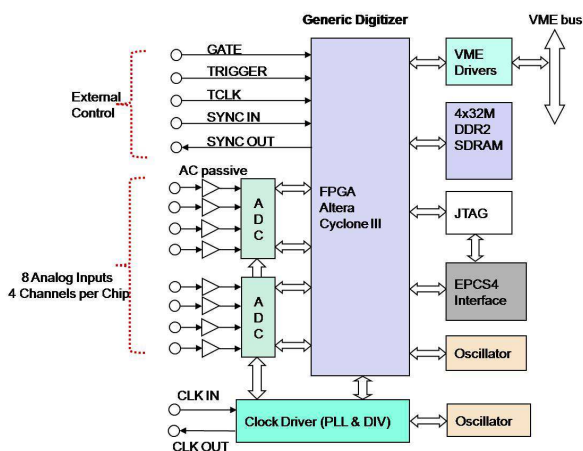 Generic Digitizer
VME bus
GATE
TRIGGER
TCLK
SYNC IN
SYNC OUT
External
Control
VME
Drivers
4x32M
DDR2
SDRAM
AC passive
A
D
C
FPGA
Altera
Cyclone III
JTAG
8 Analog Inputs
4 Channels per Chip
A
D
C
EPCS4
Interface
Oscillator
CLK IN
CLK OUT
Clock Driver (PLL & DIV)
Oscillator